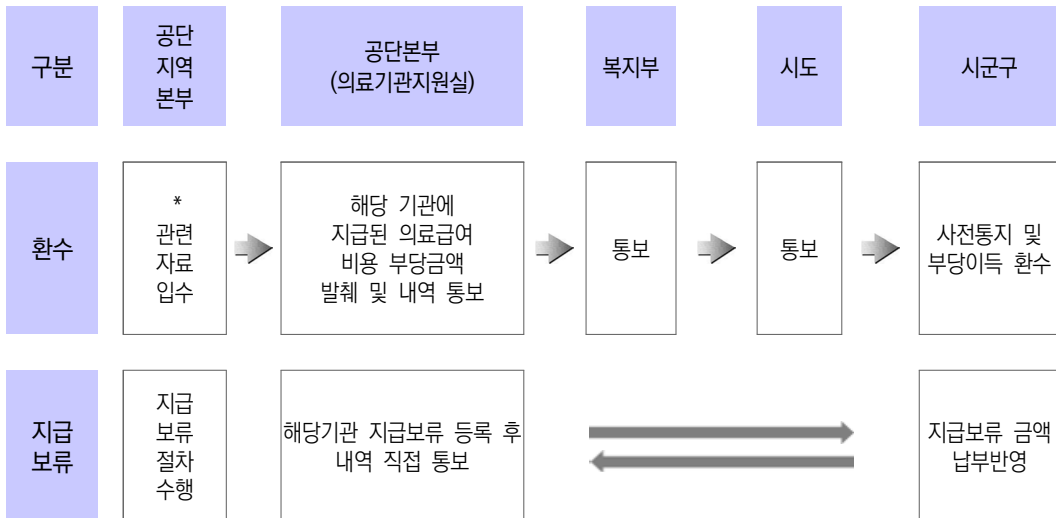 구분
공단
지역
본부
공단본부
(의료기관지원실)
복지부
시도
시군구
환수
*
관련
자료
입수
해당 기관에
지급된 의료급여
비용 부당금액
발췌 및 내역 통보
통보
통보
사전통지 및
부당이득 환수
지급
보류
지급
보류
절차
수행
해당기관 지급보류 등록 후
내역 직접 통보
지급보류 금액
납부반영